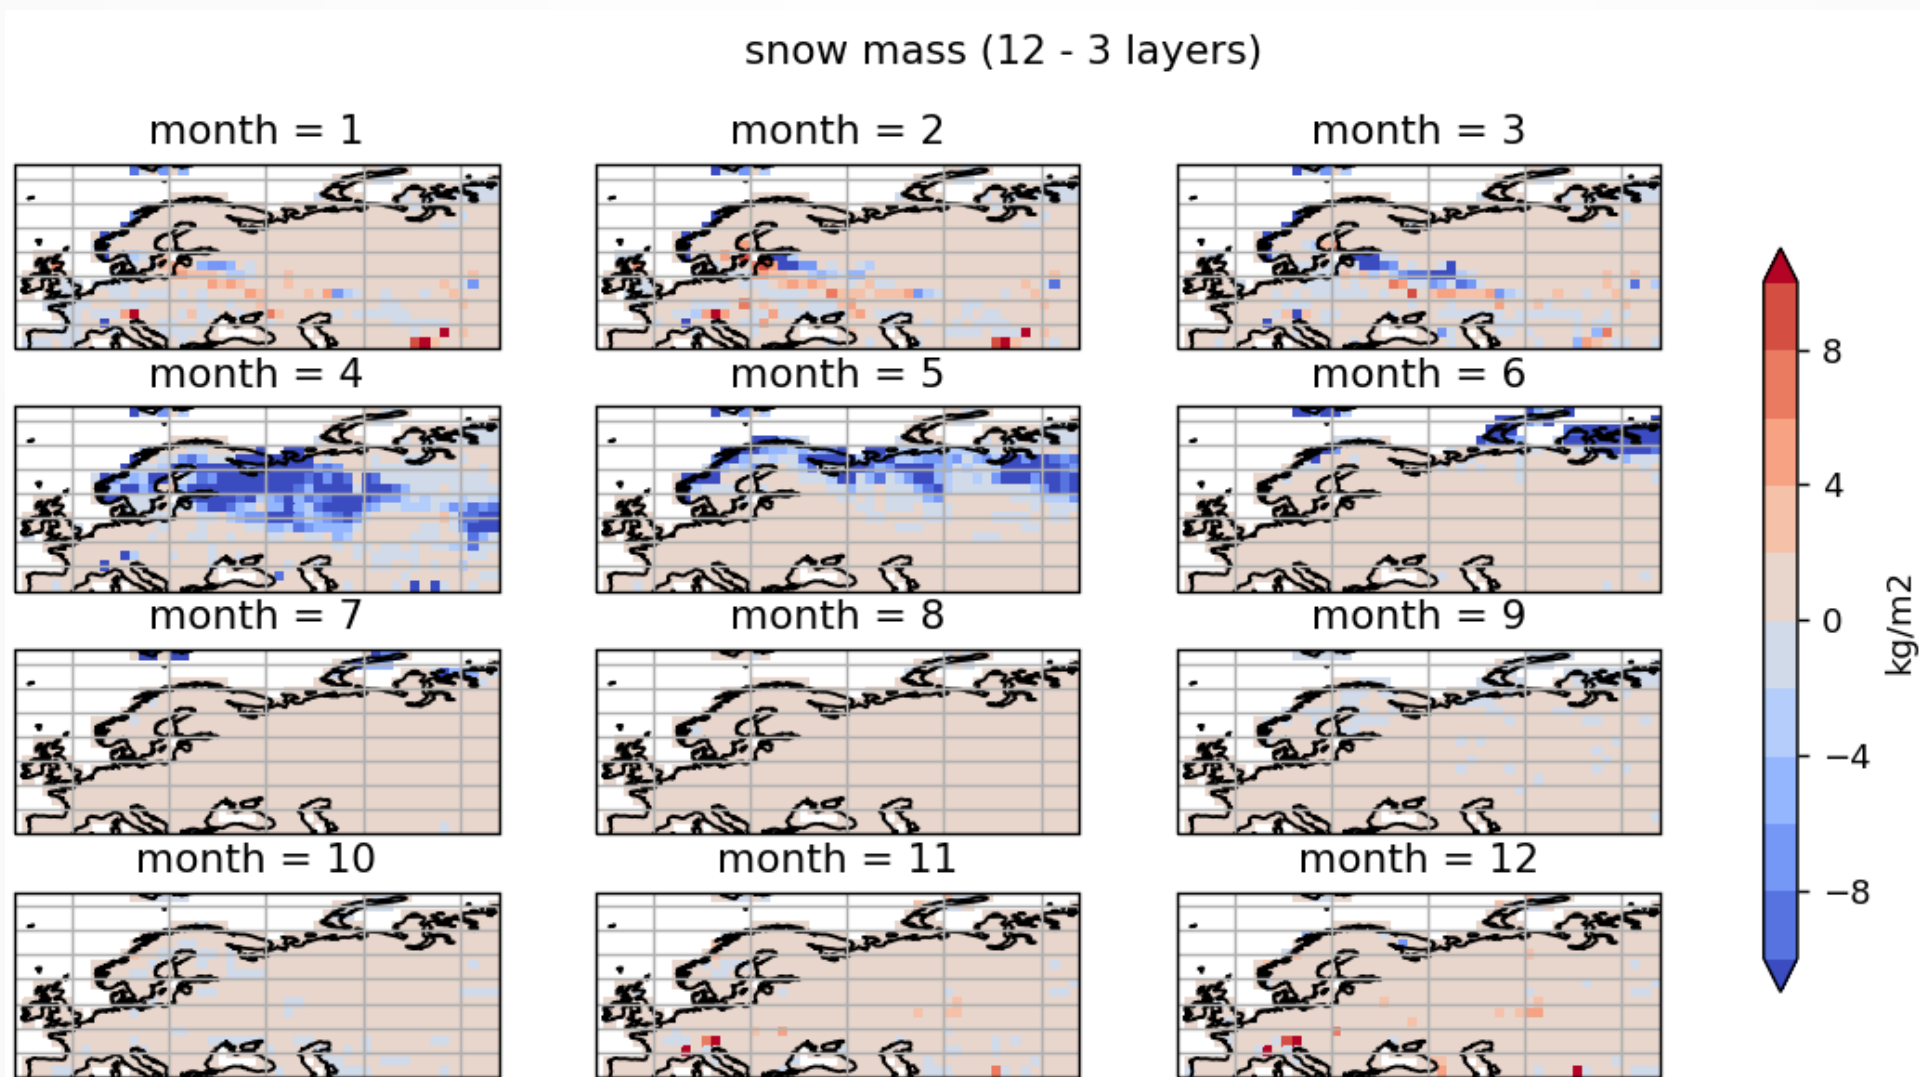 snow mass (12 - 3 layers)
month = 1
month = 2
month = 3
month = 4
month = 5
month = 6
month = 7
month = 8
month = 9
month = 10
month = 11
month = 12
8
4
0
−4
−8
kg/m2